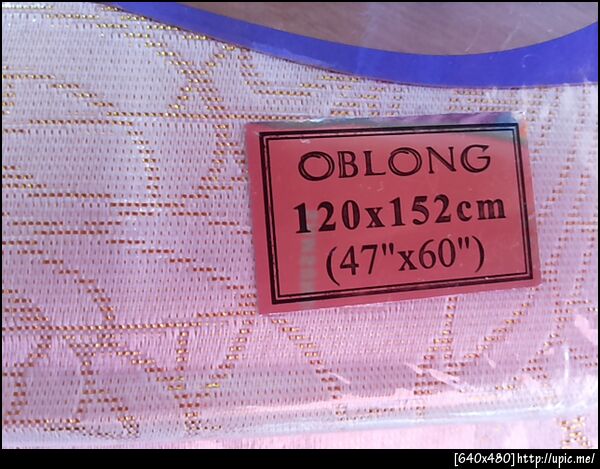 OBLONG
120x152cm
(47"x60")
[640x480]http://upic.me/